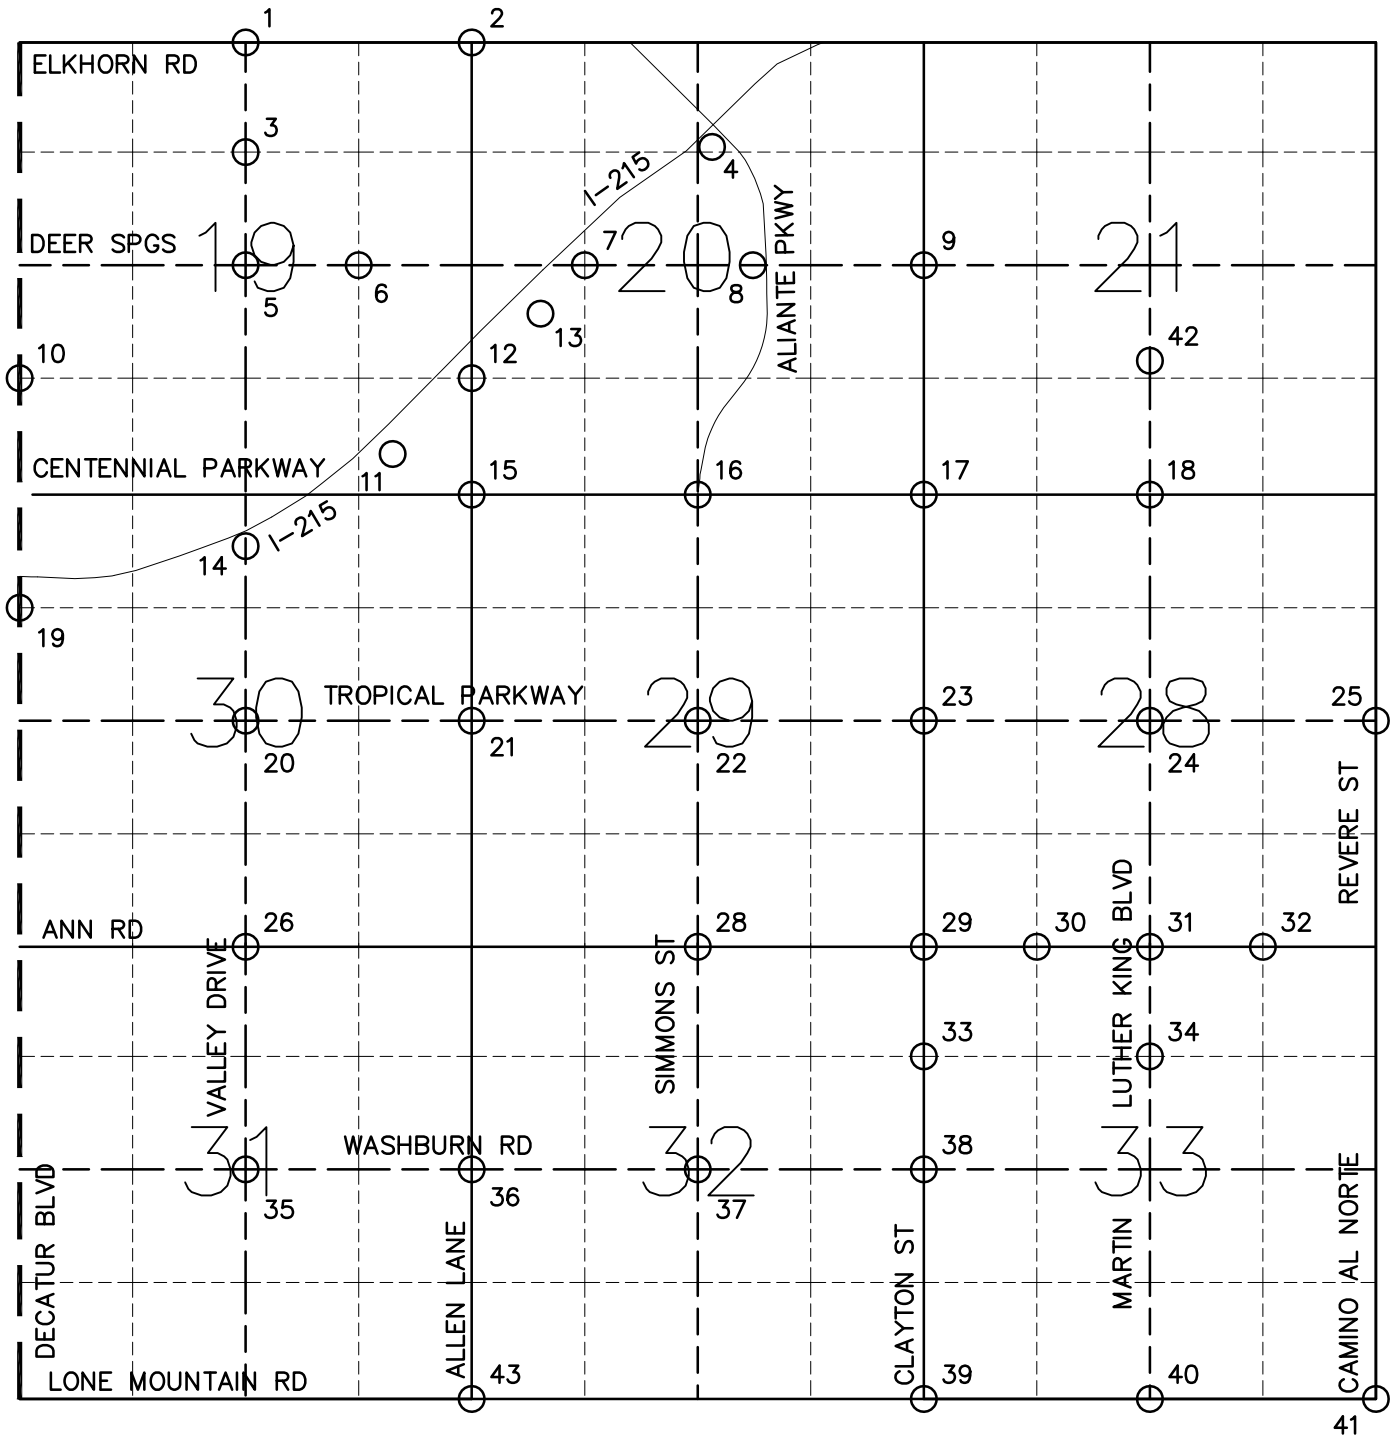 1
2
ELKHORN RD
3
4
I-215
DEER SPGS
19
20
21
5
6
7
8
9
ALIANTE PKWY
10
12
13
42
CENTENNIAL PARKWAY
11
15
16
17
18
14
I-215
19
30
TROPICAL PARKWAY
29
23
28
25
20
21
22
24
REVERE ST
ANN RD
26
28
29
30
31
32
VALLEY DRIVE
SIMMONS ST
MARTIN LUTHER KING BLVD
33
34
31
WASHBURN RD
32
38
33
35
36
37
DECATUR BLVD
ALLEN LANE
CLAYTON ST
CAMINO AL NORTE
LONE MOUNTAIN RD
43
39
40
41